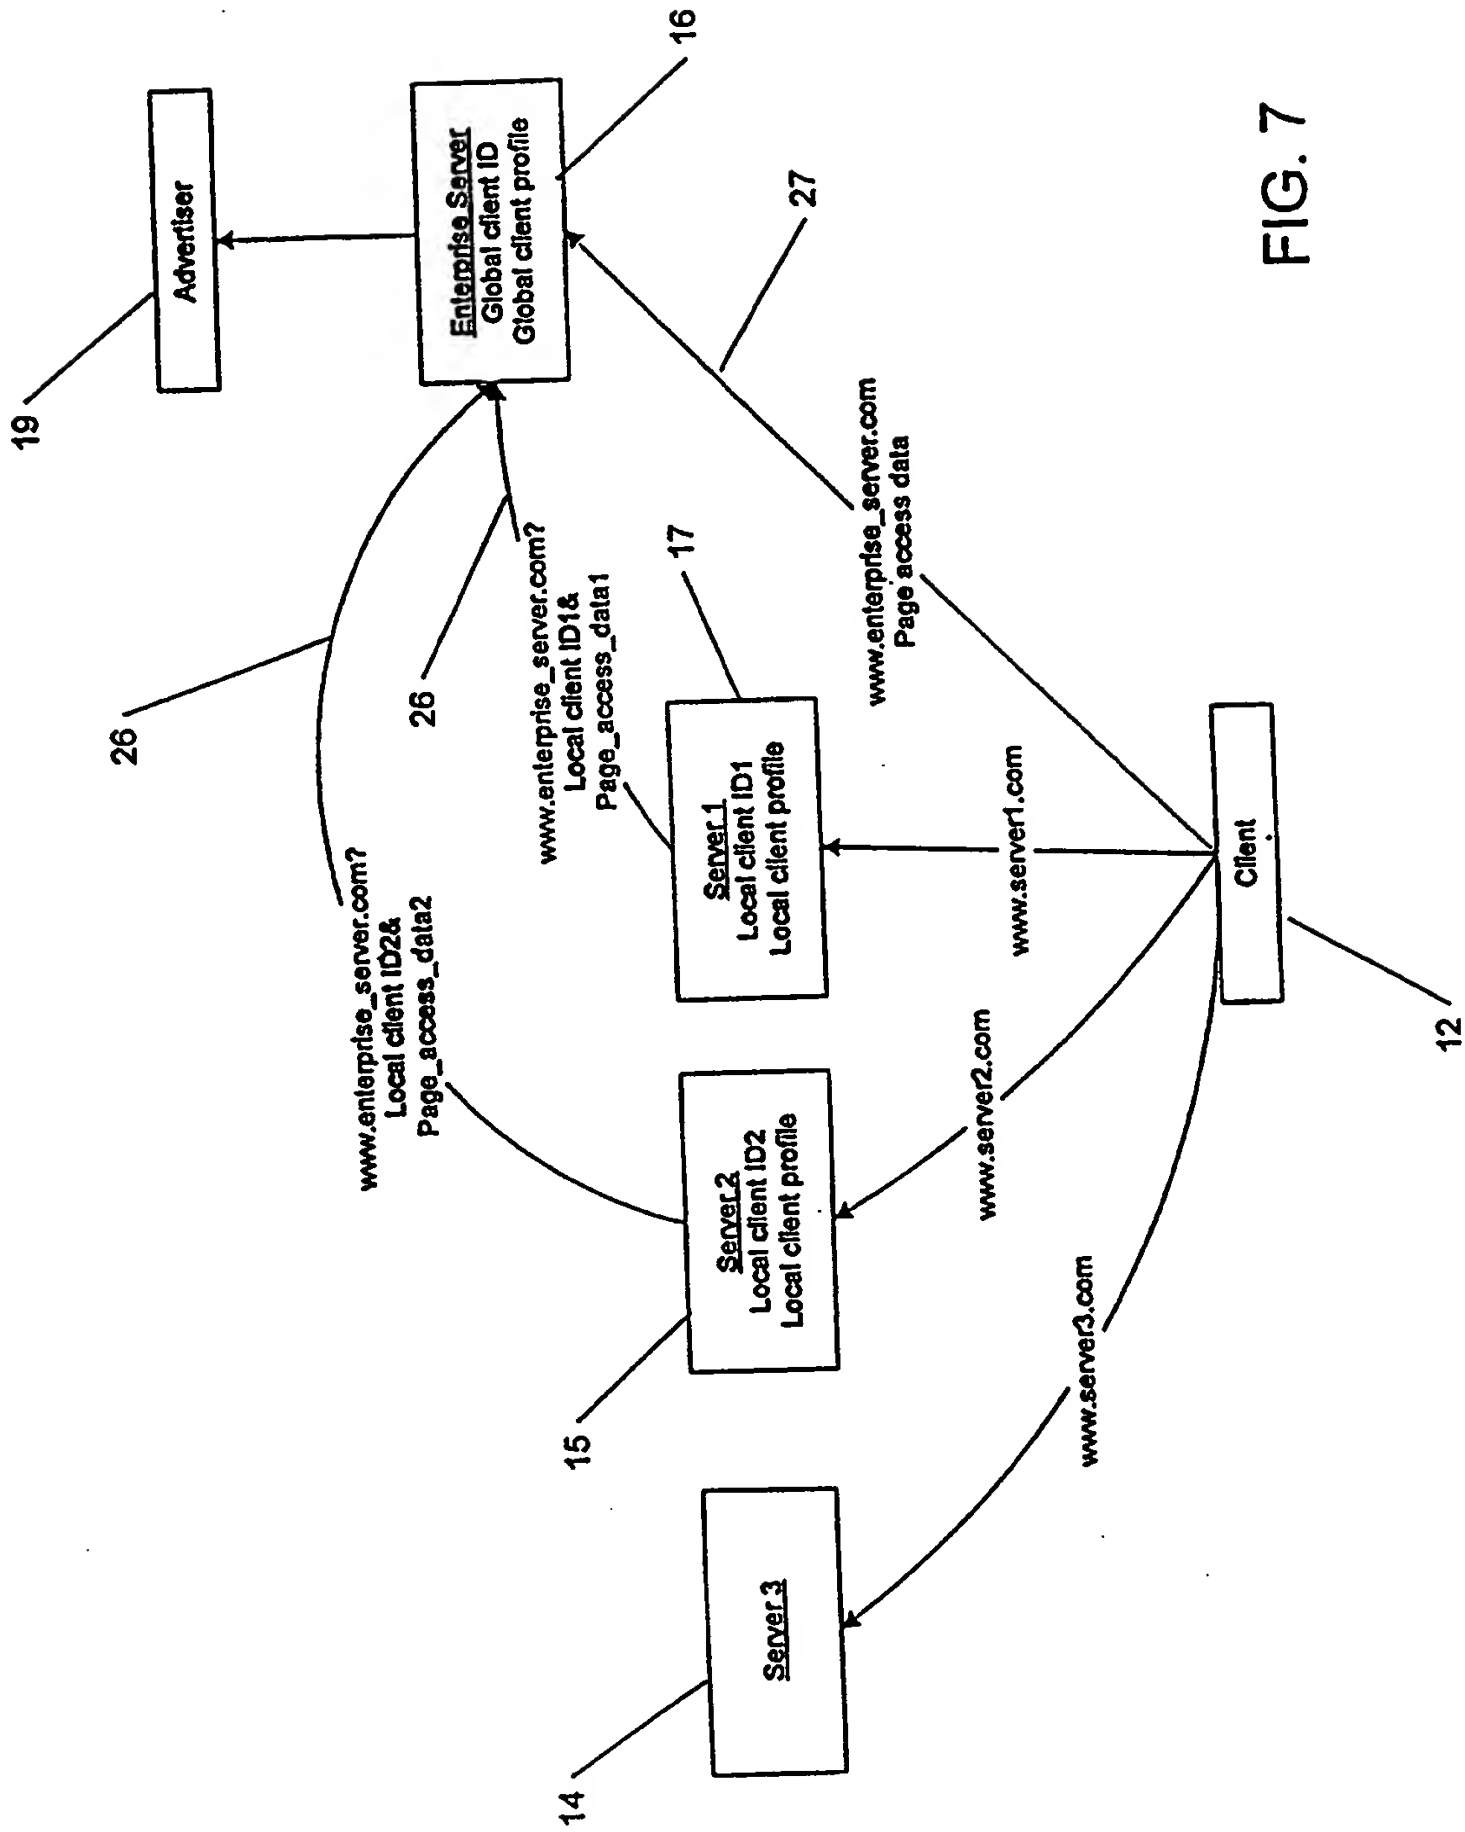 19
Advertiser
26
Enterprise Server
Global client ID
Global client profile
16
www.enterprise_server.com?
Local client ID2&
Page_access_data2
26
www.enterprise_server.com?
Local client ID1&
Page_access_data1
27
14
Server 3
15
Server 2
Local client ID2
Local client profile
17
Server 1
Local client ID1
Local client profile
www.enterprise_server.com
Page access data
www.server3.com
www.server2.com
www.server1.com
12
Client
FIG. 7